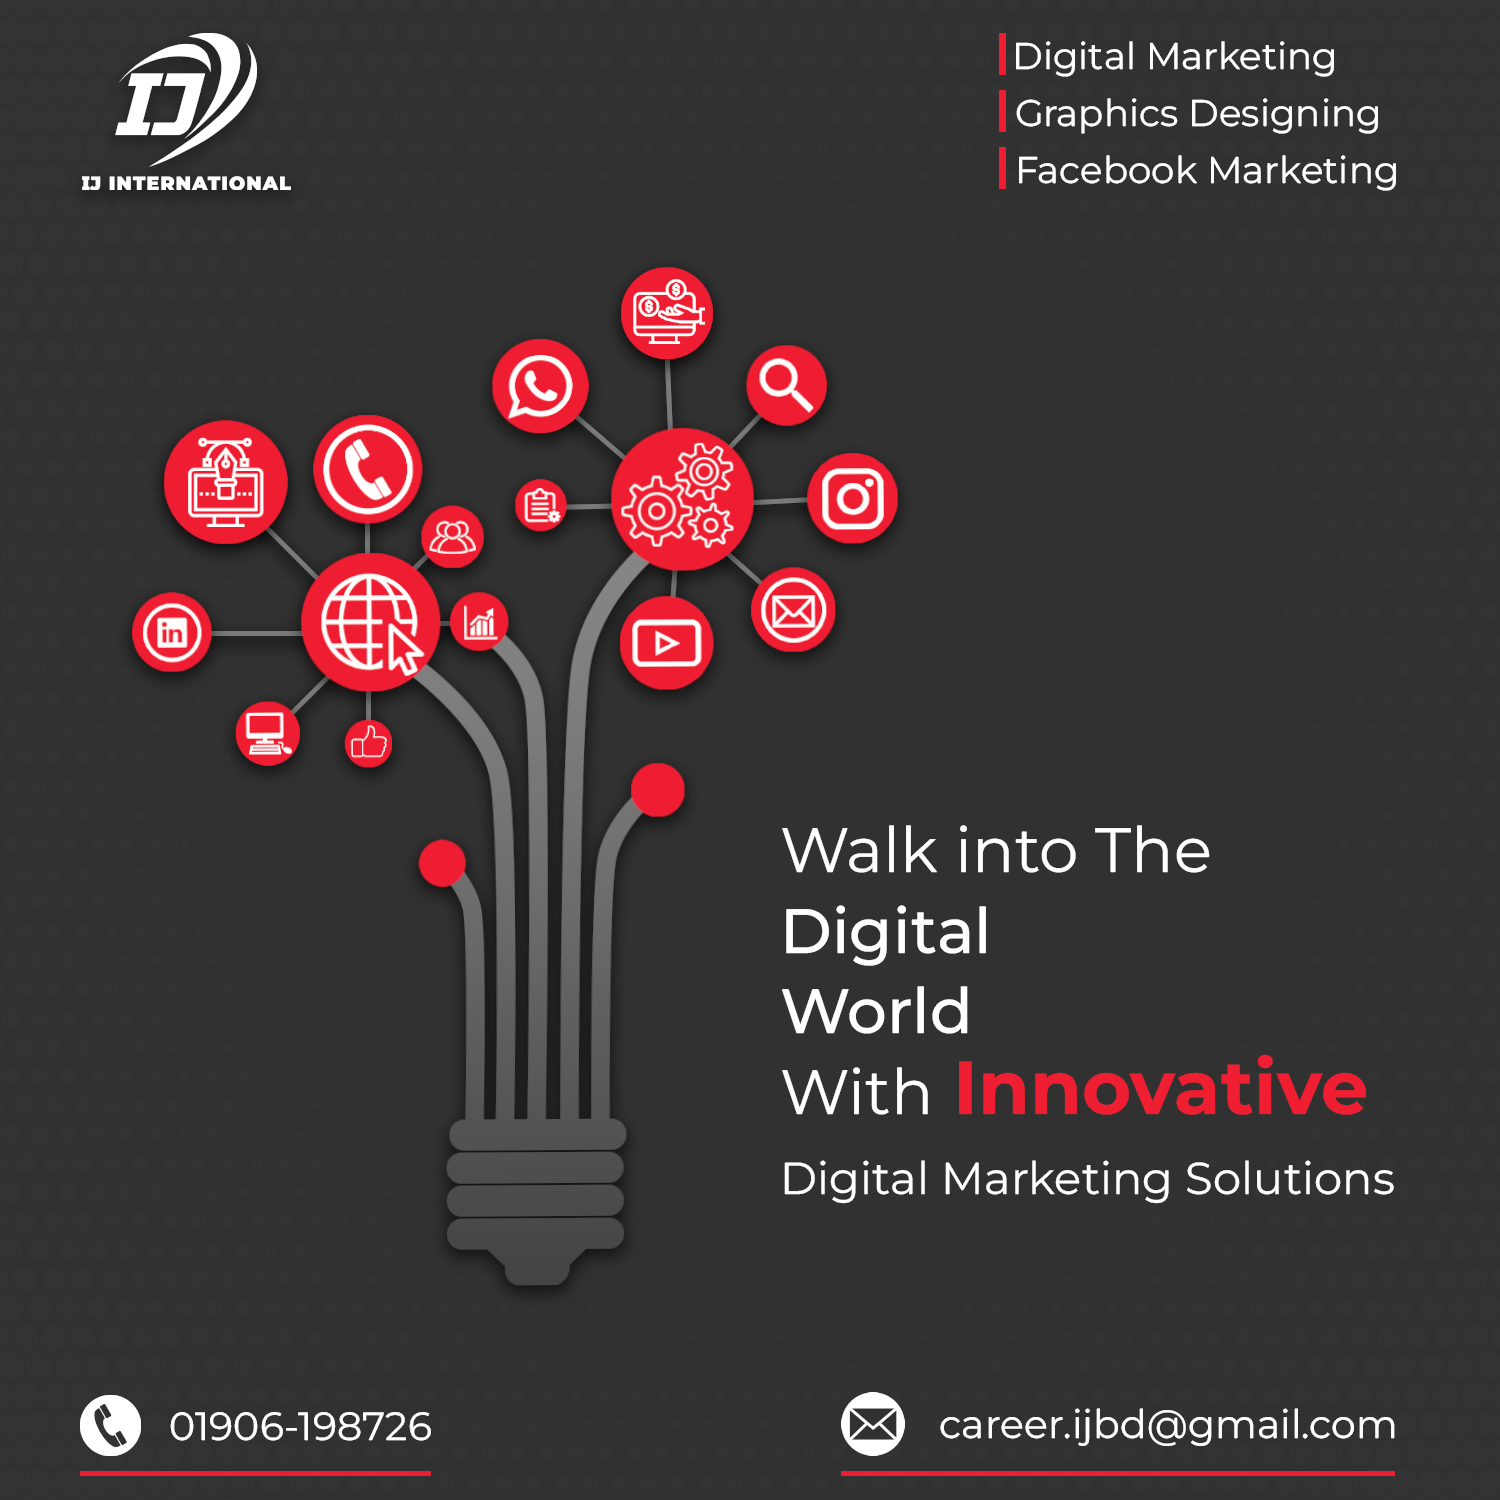 IJ
IJ INTERNATIONAL
Digital Marketing
Graphics Designing
Facebook Marketing
$
$
in
Walk into The
Digital
World
With Innovative
Digital Marketing Solutions
01906-198726
career.ijbd@gmail.com